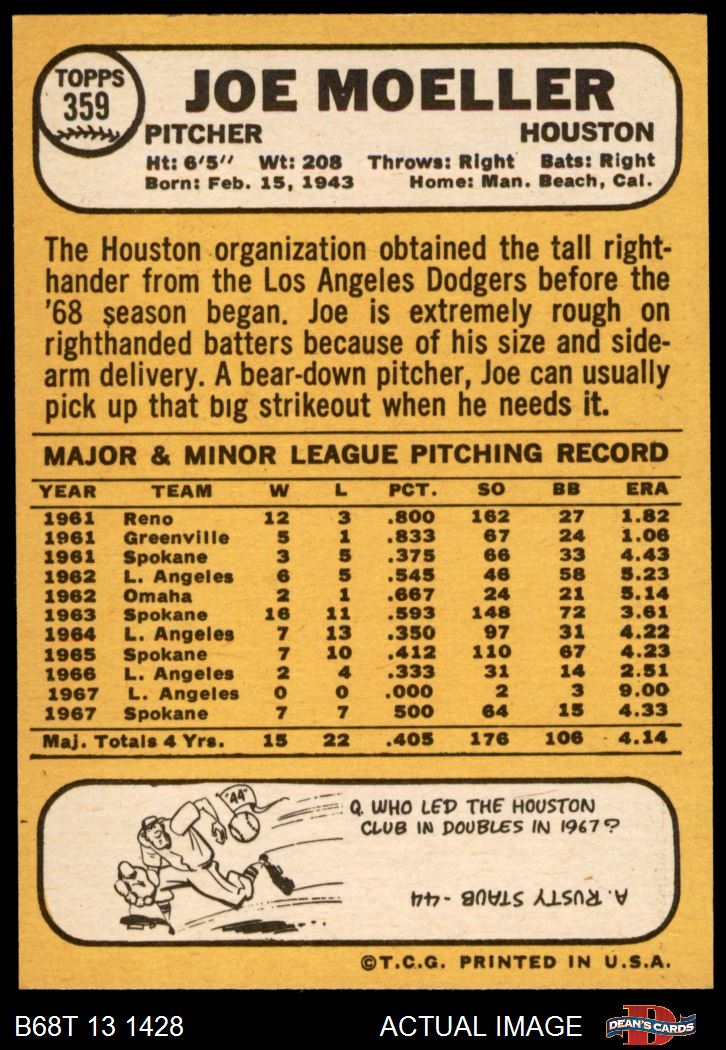 TOPPS
359
JOE MOELLER
PITCHER HOUSTON
Ht: 6'5" Wt: 208 Throws: Right Bats: Right
Born: Feb. 15, 1943 Home: Man. Beach, Cal.
The Houston organization obtained the tall right-
hander from the Los Angeles Dodgers before the
'68 season began. Joe is extremely rough on
righthanded batters because of his size and side-
arm delivery. A bear-down pitcher, Joe can usually
pick up that big strikeout when he needs it.
MAJOR & MINOR LEAGUE PITCHING RECORD
YEAR TEAM W L PCT. SO BB ERA
1961 Reno 12 3 .800 162 27 1.82
1961 Greenville 5 1 .833 67 24 1.06
1961 Spokane 3 5 .375 66 33 4.43
1962 L. Angeles 6 5 .545 46 58 5.23
1962 Omaha 2 1 .667 24 21 5.14
1963 Spokane 16 11 .593 148 72 3.61
1964 L. Angeles 7 13 .350 97 31 4.22
1965 Spokane 7 10 .412 110 67 4.23
1966 L. Angeles 2 4 .333 31 14 2.51
1967 L. Angeles 0 0 .000 2 3 9.00
1967 Spokane 7 7 500 64 15 4.33
Maj. Totals 4 Yrs. 15 22 .405 176 106 4.14
"44"
Q. WHO LED THE HOUSTON
CLUB IN DOUBLES IN 1967?
A. RUSTY STAUB - 44
©T.C.G. PRINTED IN U.S.A.
B68T 13 1428 ACTUAL IMAGE
D
DEAN'S CARDS